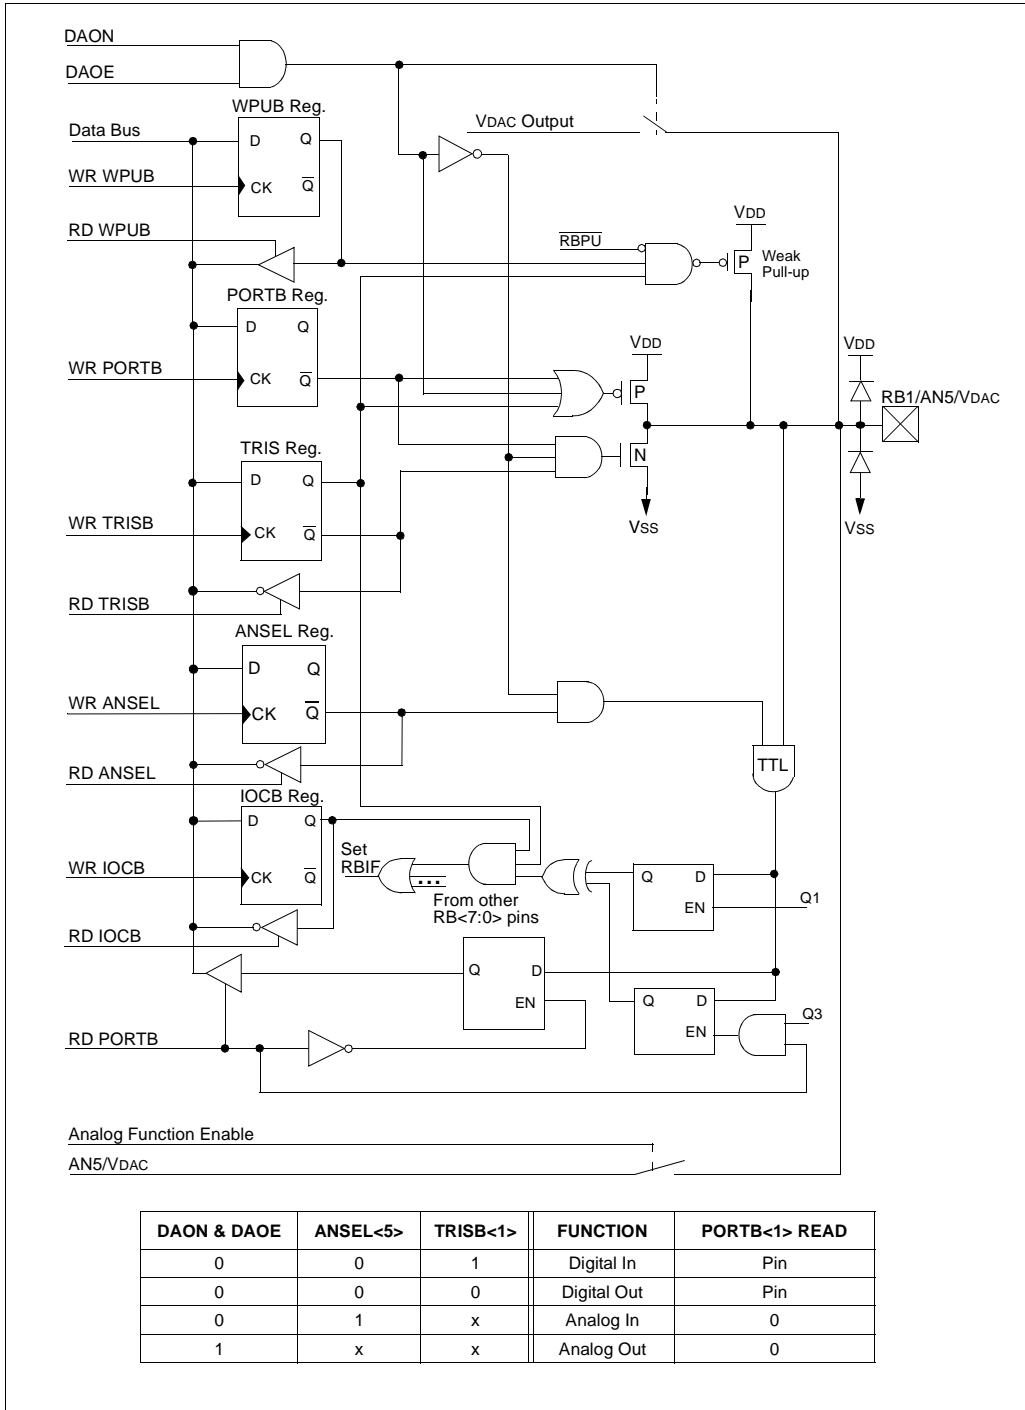 DAON
DAOE
WPUB Reg.
Data Bus
D Q
WR WPUB
CK Q
VDAC Output
RD WPUB
RBPU
VDD
P
Weak
Pull-up
PORTB Reg.
D Q
WR PORTB
CK Q
VDD
P
VDD
RB1/AN5/VDAC
N
VSS
VSS
TRIS Reg.
D Q
WR TRISB
CK Q
RD TRISB
ANSEL Reg.
D Q
WR ANSEL
CK Q
RD ANSEL
TTL
IOCB Reg.
D Q
WR IOCB
CK Q
Set
RBIF
...
From other
RB<7:0> pins
Q D
EN
Q1
RD IOCB
Q D
EN
Q D
EN
Q3
RD PORTB
Analog Function Enable
AN5/VDAC
DAON & DAOE ANSEL<5> TRISB<1> FUNCTION PORTB<1> READ
0 0 1 Digital In Pin
0 0 0 Digital Out Pin
0 1 x Analog In 0
1 x x Analog Out 0